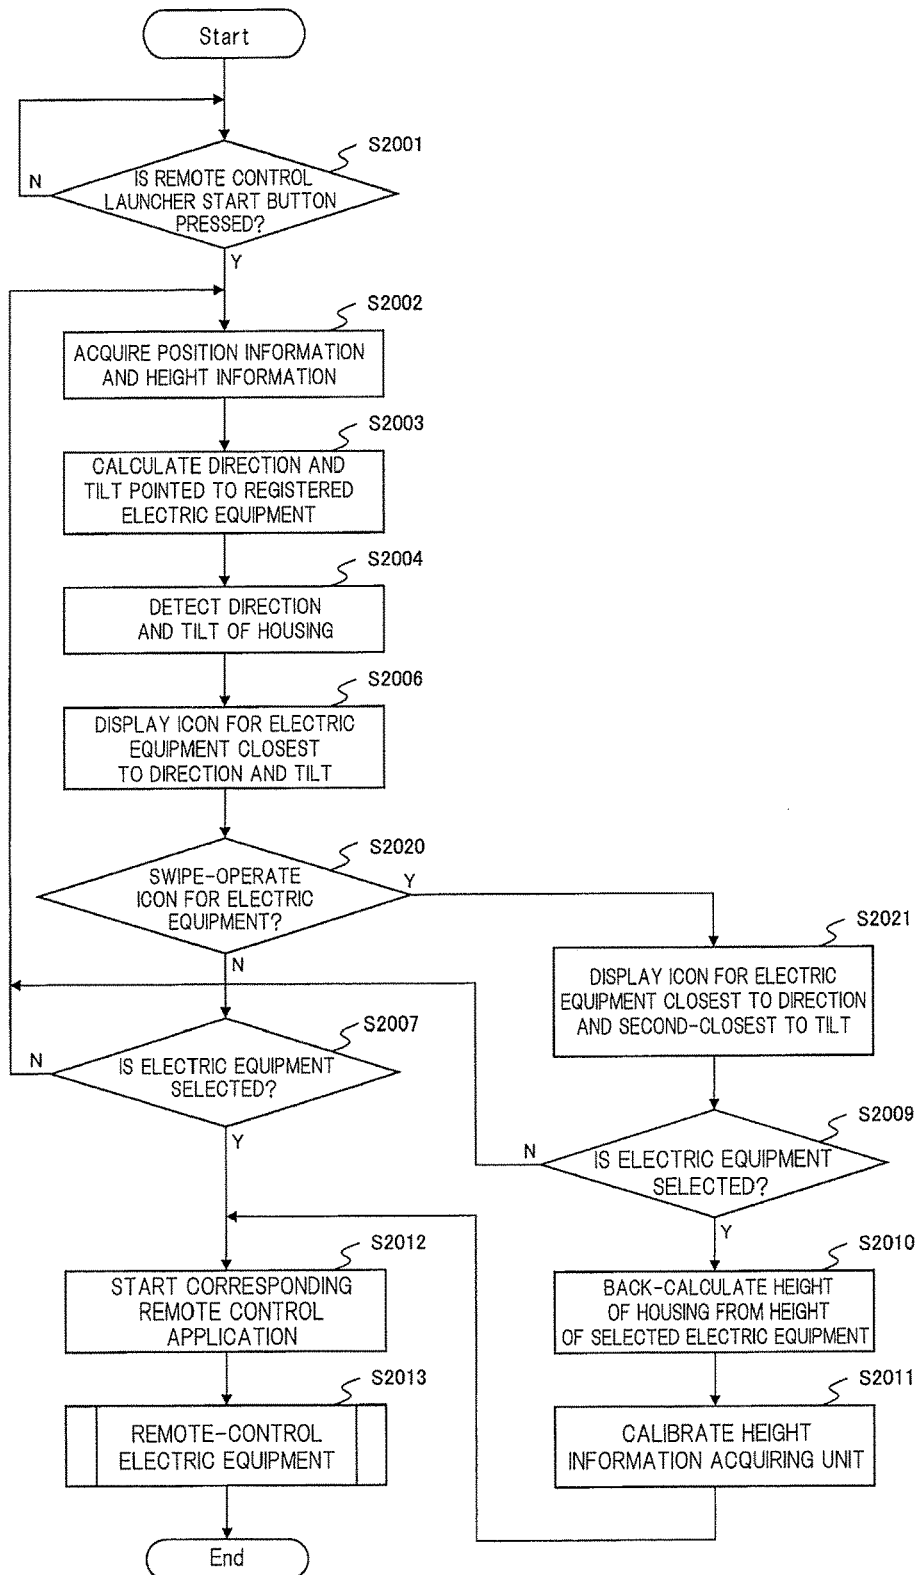 Start
S2001
IS REMOTE CONTROL
LAUNCHER START BUTTON
PRESSED?
N
Y
S2002
ACQUIRE POSITION INFORMATION
AND HEIGHT INFORMATION
S2003
CALCULATE DIRECTION AND
TILT POINTED TO REGISTERED
ELECTRIC EQUIPMENT
S2004
DETECT DIRECTION
AND TILT OF HOUSING
S2006
DISPLAY ICON FOR ELECTRIC
EQUIPMENT CLOSEST
TO DIRECTION AND TILT
S2020
SWIPE-OPERATE
ICON FOR ELECTRIC
EQUIPMENT?
Y
N
S2021
DISPLAY ICON FOR ELECTRIC
EQUIPMENT CLOSEST TO DIRECTION
AND SECOND-CLOSEST TO TILT
S2007
IS ELECTRIC EQUIPMENT
SELECTED?
N
Y
S2009
IS ELECTRIC EQUIPMENT
SELECTED?
N
Y
S2010
BACK-CALCULATE HEIGHT
OF HOUSING FROM HEIGHT
OF SELECTED ELECTRIC EQUIPMENT
S2011
CALIBRATE HEIGHT
INFORMATION ACQUIRING UNIT
S2012
START CORRESPONDING
REMOTE CONTROL
APPLICATION
S2013
REMOTE-CONTROL
ELECTRIC EQUIPMENT
End